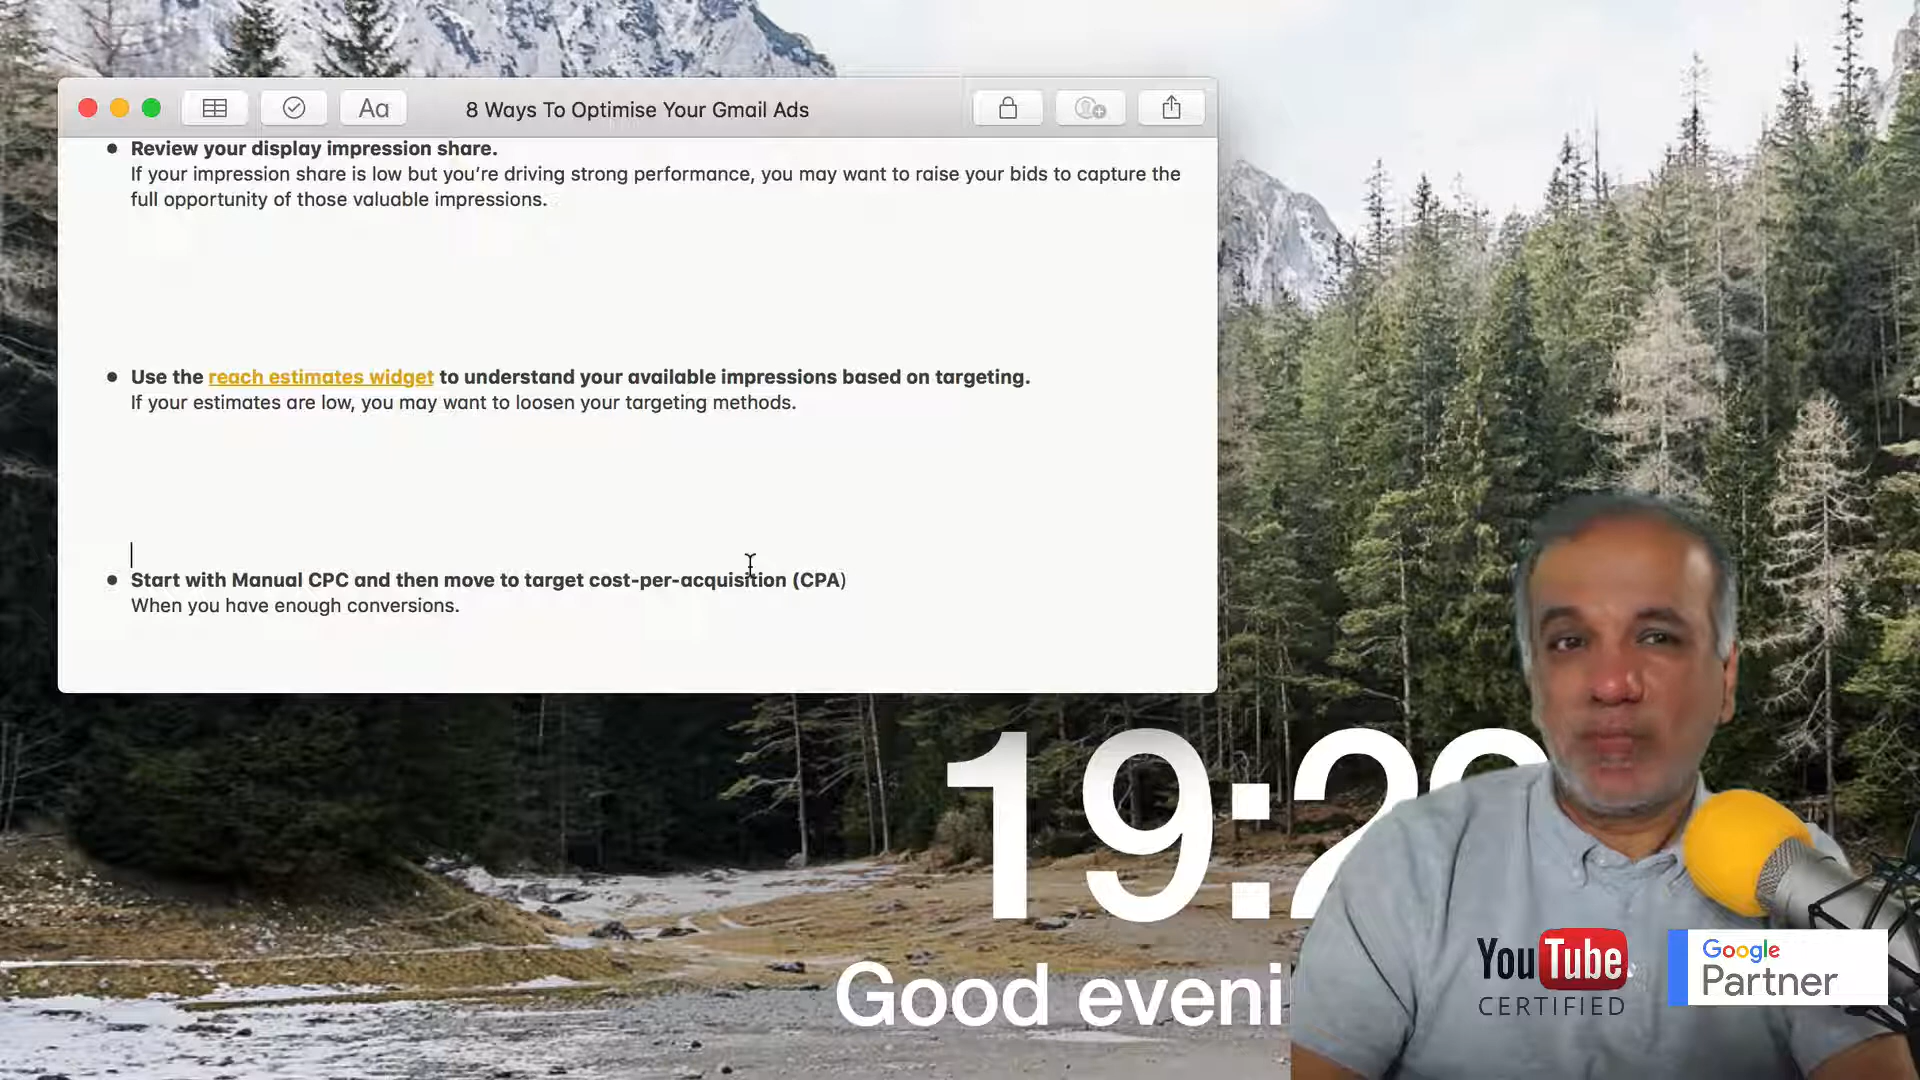 Aa
8 Ways To Optimise Your Gmail Ads
Review your display impression share.
If your impression share is low but you're driving strong performance, you may want to raise your bids to capture the
full opportunity of those valuable impressions.
Use the reach estimates widget to understand your available impressions based on targeting.
If your estimates are low, you may want to loosen your targeting methods.
Start with Manual CPC and then move to target cost-per-acquisition (CPA)
When you have enough conversions.
19:2
Good eveni
YouTube
CERTIFIED
Google
Partner